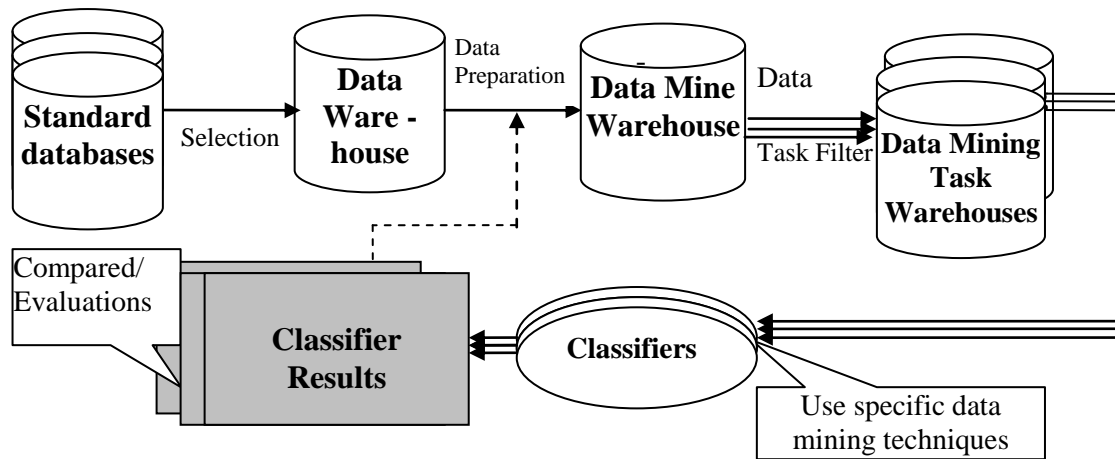 Standard
databases
Selection
Data
Ware -
house
Data
Preparation
Data Mine
Warehouse
Data
Task Filter
Data Mining
Task
Warehouses
Compared/
Evaluations
Classifier
Results
Classifiers
Use specific data
mining techniques